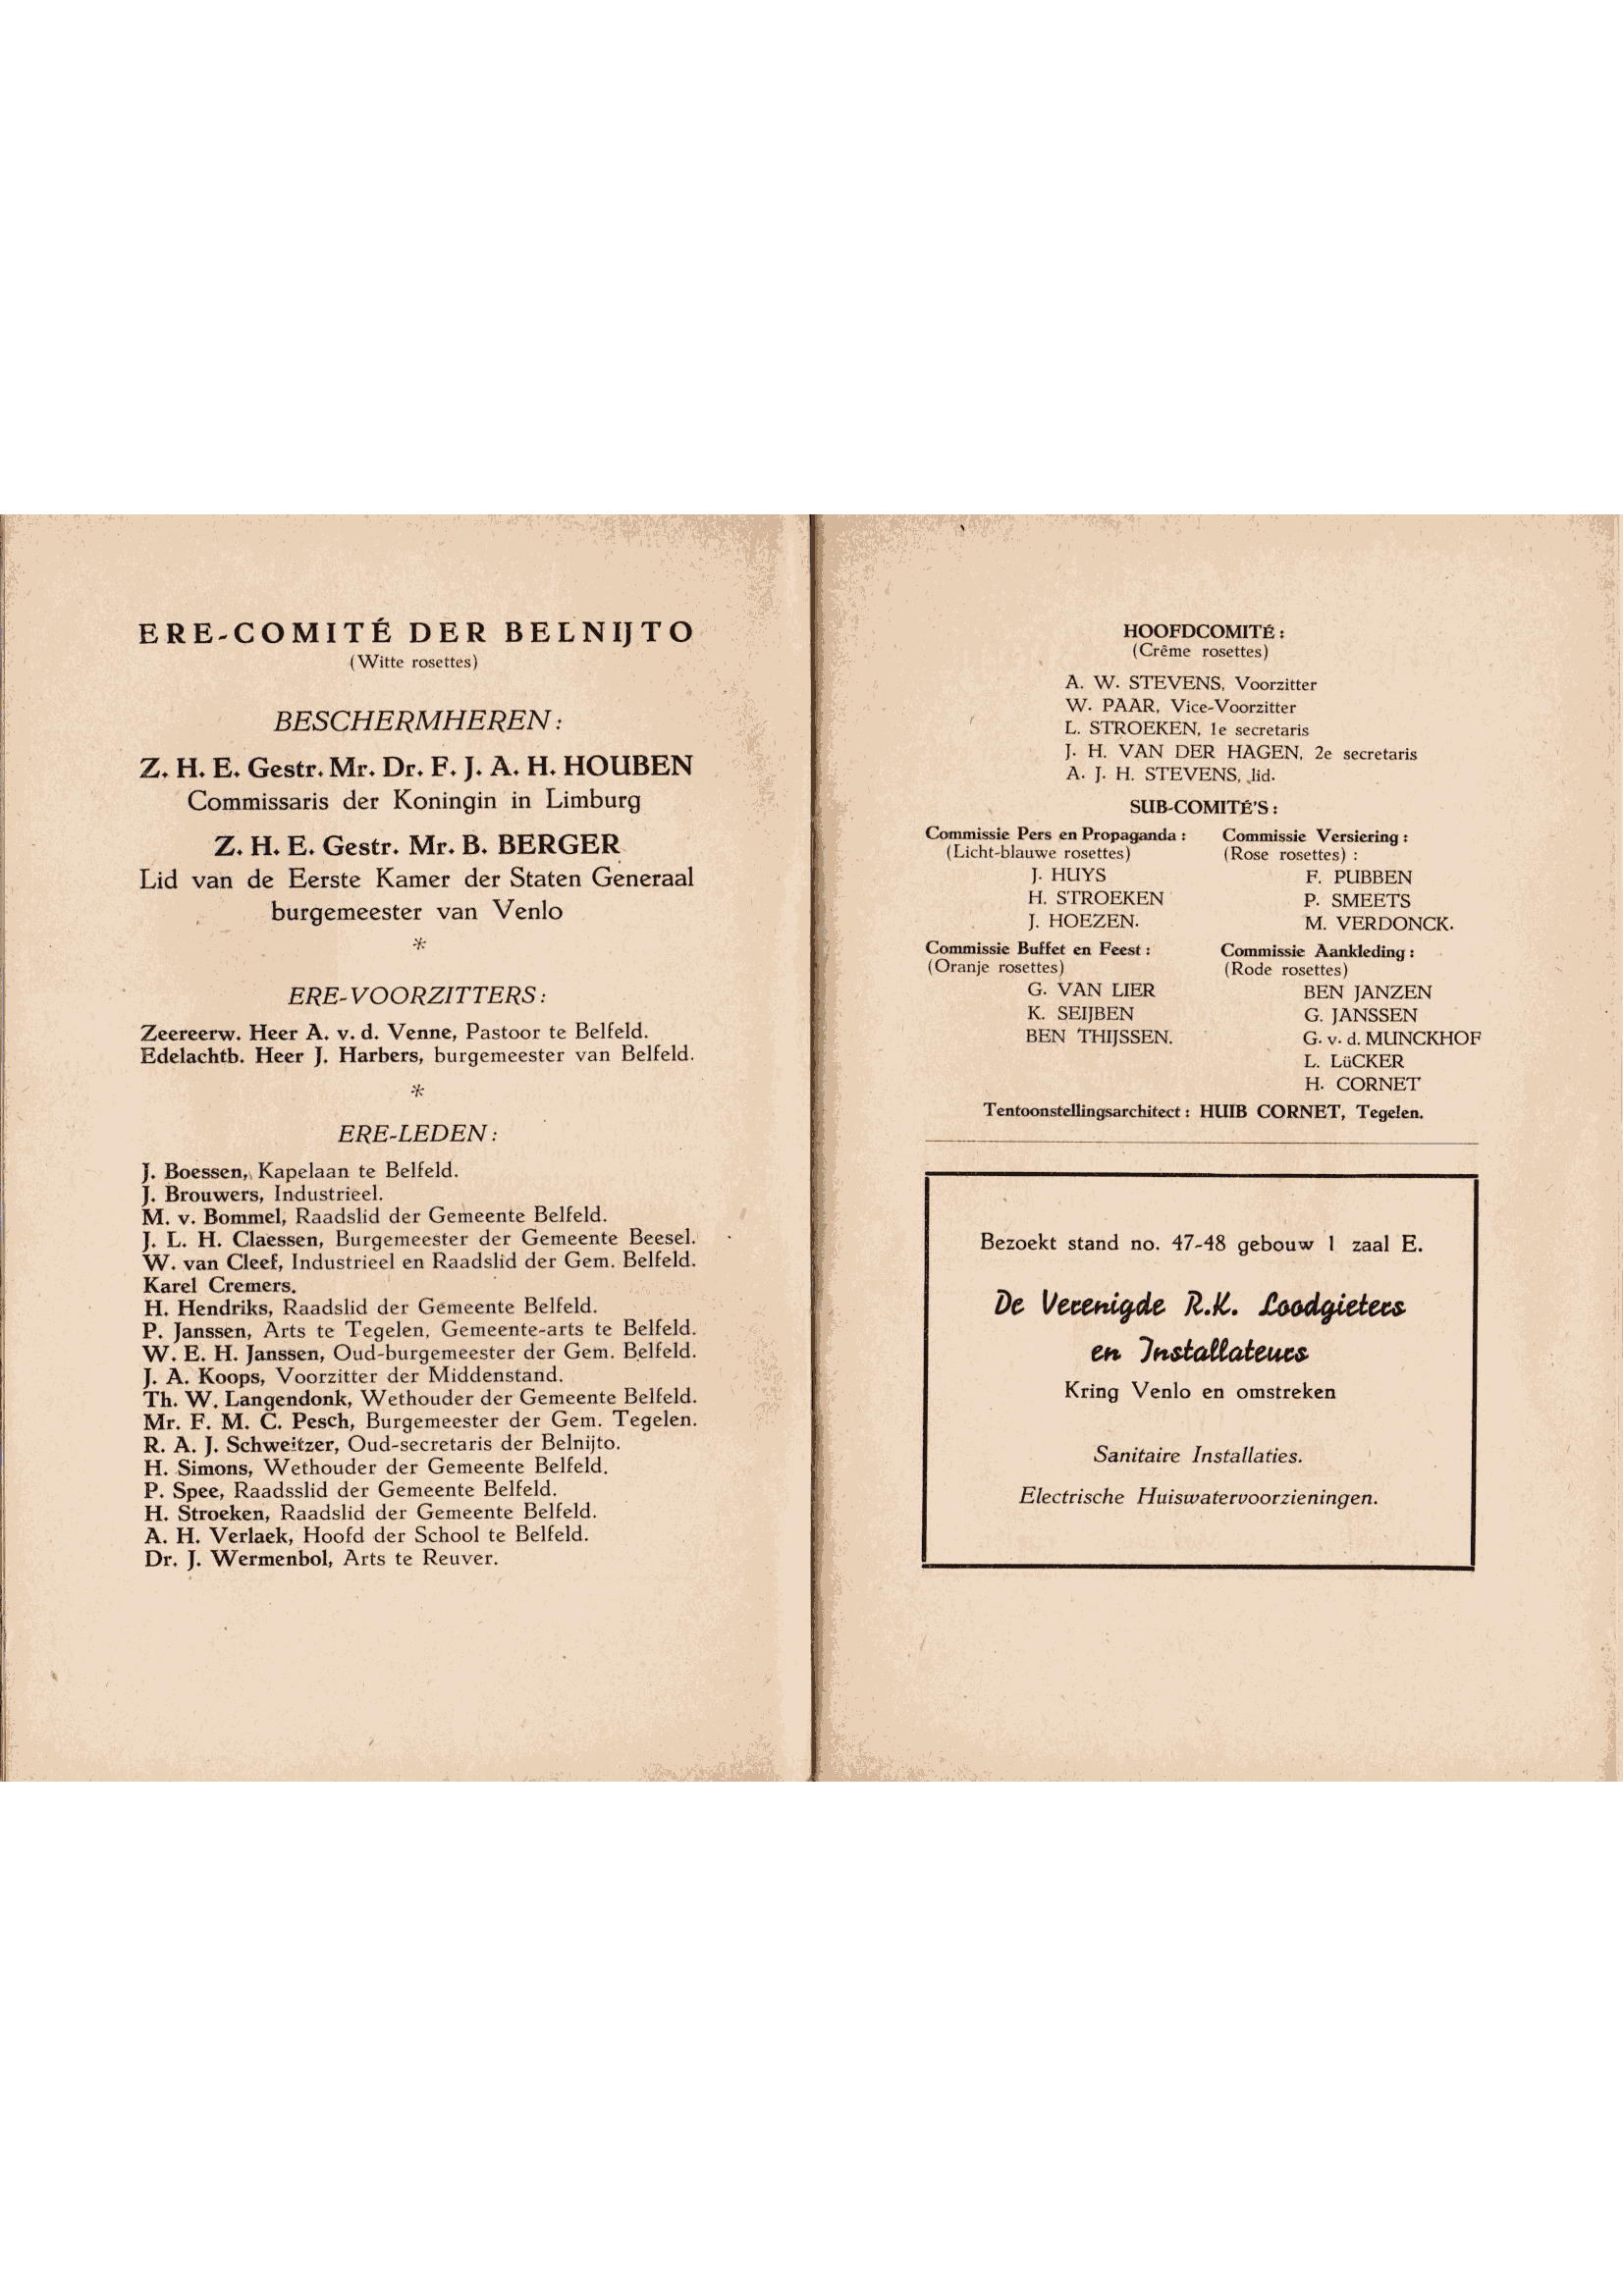 ERE-COMITÉ DER BELNIJTO
(Witte rosettes)
BESCHERMHEREN:
Z. H. E. Gestr. Mr. Dr. F. J. A. H. HOUBEN
Commissaris der Koningin in Limburg
Z. H. E. Gestr. Mr. B. BERGER
Lid van de Eerste Kamer der Staten Generaal
burgemeester van Venlo
*
ERE-VOORZITTERS:
Zeereerw. Heer A. v. d. Venne, Pastoor te Belfeld.
Edelachtb. Heer J. Harbers, burgemeester van Belfeld.
*
ERE-LEDEN:
J. Boessen, Kapelaan te Belfeld.
J. Brouwers, Industrieel.
M. v. Bommel, Raadslid der Gemeente Belfeld.
J. L. H. Claessen, Burgemeester der Gemeente Beesel.
W. van Cleef, Industrieel en Raadslid der Gem. Belfeld.
Karel Cremers.
H. Hendriks, Raadslid der Gemeente Belfeld.
P. Janssen, Arts te Tegelen, Gemeente-arts te Belfeld.
W. E. H. Janssen, Oud-burgemeester der Gem. Belfeld.
J. A. Koops, Voorzitter der Middenstand.
Th. W. Langendonk, Wethouder der Gemeente Belfeld.
Mr. F. M. C. Pesch, Burgemeester der Gem. Tegelen.
R. A. J. Schweitzer, Oud-secretaris der Belnijto.
H. Simons, Wethouder der Gemeente Belfeld.
P. Spee, Raadsslid der Gemeente Belfeld.
H. Stroeken, Raadslid der Gemeente Belfeld.
A. H. Verlaek, Hoofd der School te Belfeld.
Dr. J. Wermenbol, Arts te Reuver.
HOOFDCOMITÉ:
(Crême rosettes)
A. W. STEVENS, Voorzitter
W. PAAR, Vice-Voorzitter
L. STROEKEN, 1e secretaris
J. H. VAN DER HAGEN, 2e secretaris
A. J. H. STEVENS, lid.
SUB-COMITÉ'S:
Commissie Pers en Propaganda:
(Licht-blauwe rosettes)
J. HUYS
H. STROEKEN
J. HOEZEN.
Commissie Versiering:
(Rose rosettes) :
F. PUBBEN
P. SMEETS
M. VERDONCK.
Commissie Buffet en Feest:
(Oranje rosettes)
G. VAN LIER
K. SEIJBEN
BEN THIJSSEN.
Commissie Aankleding:
(Rode rosettes)
BEN JANZEN
G. JANSSEN
G. v. d. MUNCKHOF
L. LüCKER
H. CORNET
Tentoonstellingsarchitect: HUIB CORNET, Tegelen.
Bezoekt stand no. 47-48 gebouw 1 zaal E.
De Verenigde R.K. Loodgieters
en Installateurs
Kring Venlo en omstreken
Sanitaire Installaties.
Electrische Huiswatervoorzieningen.